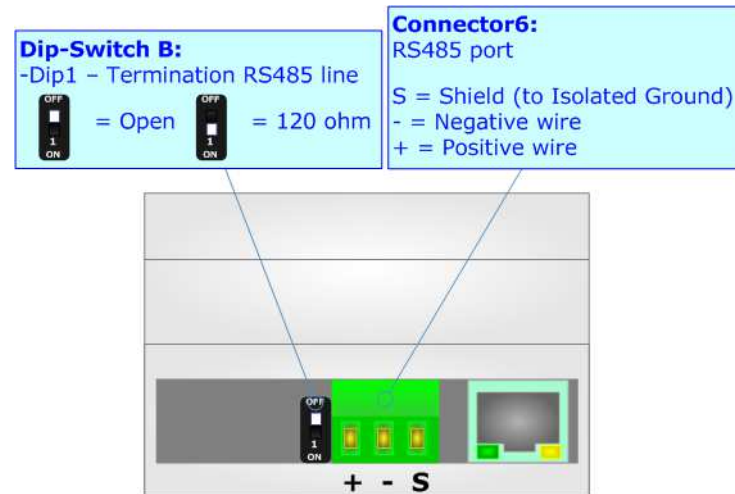 Dip-Switch B:
-Dip1 – Termination RS485 line
OFF
1
ON
= Open
OFF
1
ON
= 120 ohm
Connector6:
RS485 port
S = Shield (to Isolated Ground)
- = Negative wire
+ = Positive wire
OFF
1
ON
+ - S